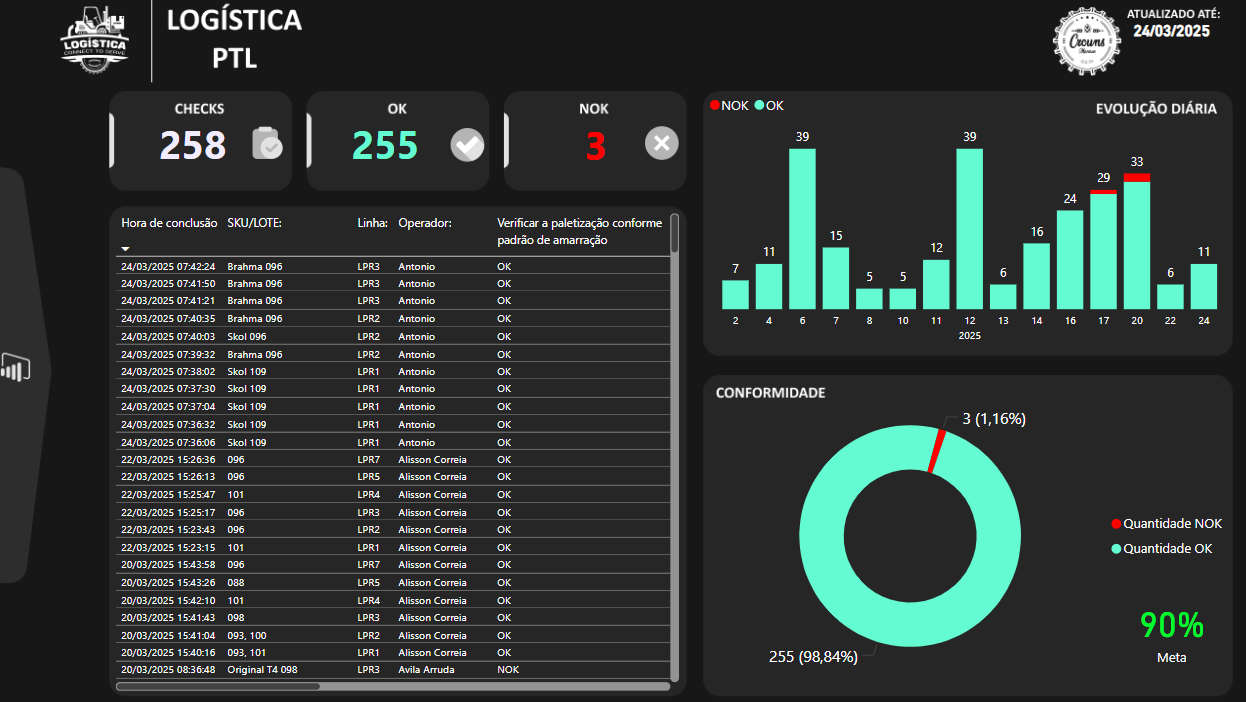 LOGÍSTICA
CONNECT TO SERVE
LOGÍSTICA
PTL
Crowns
ATUALIZADO ATÉ:
24/03/2025
CHECKS
258
OK
255
NOK
3
Hora de conclusão SKU/LOTE: Linha: Operador: Verificar a paletização conforme
padrão de amarração
24/03/2025 07:42:24 Brahma 096 LPR3 Antonio OK
24/03/2025 07:41:50 Brahma 096 LPR3 Antonio OK
24/03/2025 07:41:21 Brahma 096 LPR3 Antonio OK
24/03/2025 07:40:35 Brahma 096 LPR2 Antonio OK
24/03/2025 07:40:03 Skol 096 LPR2 Antonio OK
24/03/2025 07:39:32 Brahma 096 LPR2 Antonio OK
24/03/2025 07:38:02 Skol 109 LPR1 Antonio OK
24/03/2025 07:37:30 Skol 109 LPR1 Antonio OK
24/03/2025 07:37:04 Skol 109 LPR1 Antonio OK
24/03/2025 07:36:32 Skol 109 LPR1 Antonio OK
24/03/2025 07:36:06 Skol 109 LPR1 Antonio OK
22/03/2025 15:26:36 096 LPR7 Alisson Correia OK
22/03/2025 15:26:13 096 LPR5 Alisson Correia OK
22/03/2025 15:25:47 101 LPR4 Alisson Correia OK
22/03/2025 15:25:17 096 LPR3 Alisson Correia OK
22/03/2025 15:23:43 096 LPR2 Alisson Correia OK
22/03/2025 15:23:15 101 LPR1 Alisson Correia OK
20/03/2025 15:43:58 096 LPR7 Alisson Correia OK
20/03/2025 15:43:26 088 LPR5 Alisson Correia OK
20/03/2025 15:42:10 101 LPR4 Alisson Correia OK
20/03/2025 15:41:43 098 LPR3 Alisson Correia OK
20/03/2025 15:41:04 093, 100 LPR2 Alisson Correia OK
20/03/2025 15:40:16 093, 101 LPR1 Alisson Correia OK
20/03/2025 08:36:48 Original T4 098 LPR3 Avila Arruda NOK
NOK OK
EVOLUÇÃO DIÁRIA
7 11 39 15 5 5 12 39 6 16 24 29 33 6 11
2 4 6 7 8 10 11 12 13 14 16 17 20 22 24
2025
CONFORMIDADE
3 (1,16%)
Quantidade NOK
Quantidade OK
255 (98,84%)
90%
Meta